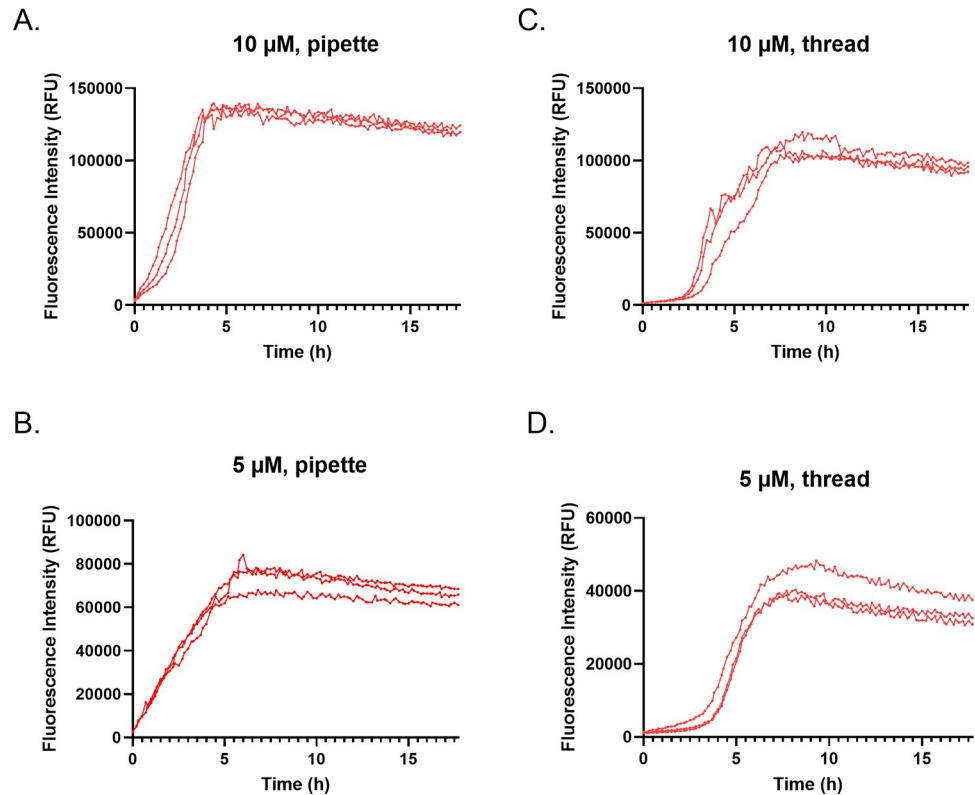 A.
10 µM, pipette
Fluorescence Intensity (RFU)
150000
100000
50000
0
0 5 10 15
Time (h)
C.
10 µM, thread
Fluorescence Intensity (RFU)
150000
100000
50000
0
0 5 10 15
Time (h)
B.
5 µM, pipette
Fluorescence Intensity (RFU)
100000
80000
60000
40000
20000
0
0 5 10 15
Time (h)
D.
5 µM, thread
Fluorescence Intensity (RFU)
60000
40000
20000
0
0 5 10 15
Time (h)